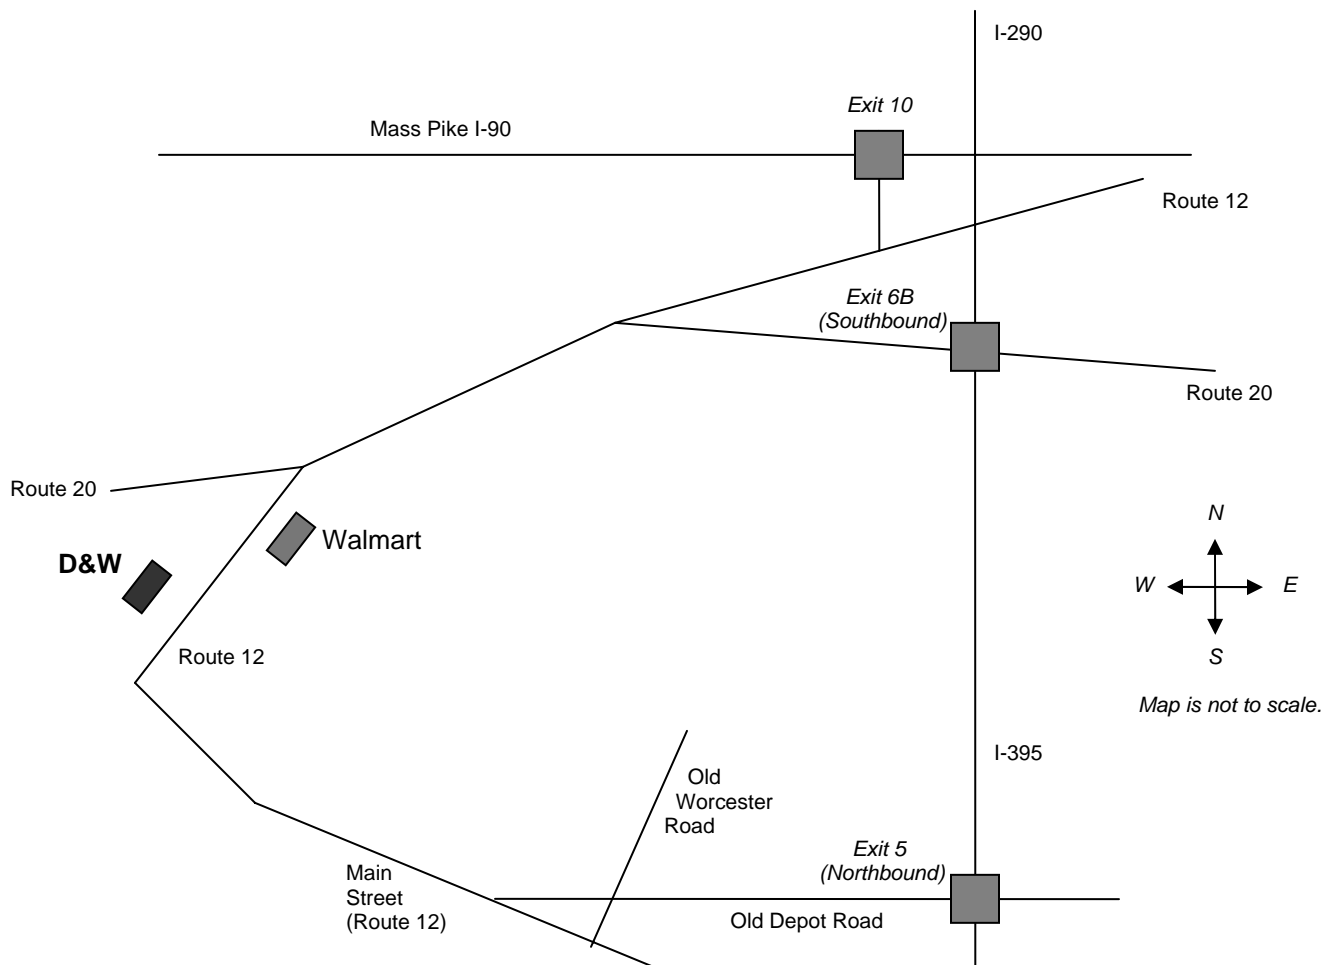 I-290
Exit 10
Mass Pike I-90
Route 12
Exit 6B
(Southbound)
Route 20
Route 20
N
Walmart
D&W
W
E
Route 12
S
Map is not to scale.
I-395
Old
Worcester
Road
Exit 5
(Northbound)
Main
Street
(Route 12)
Old Depot Road